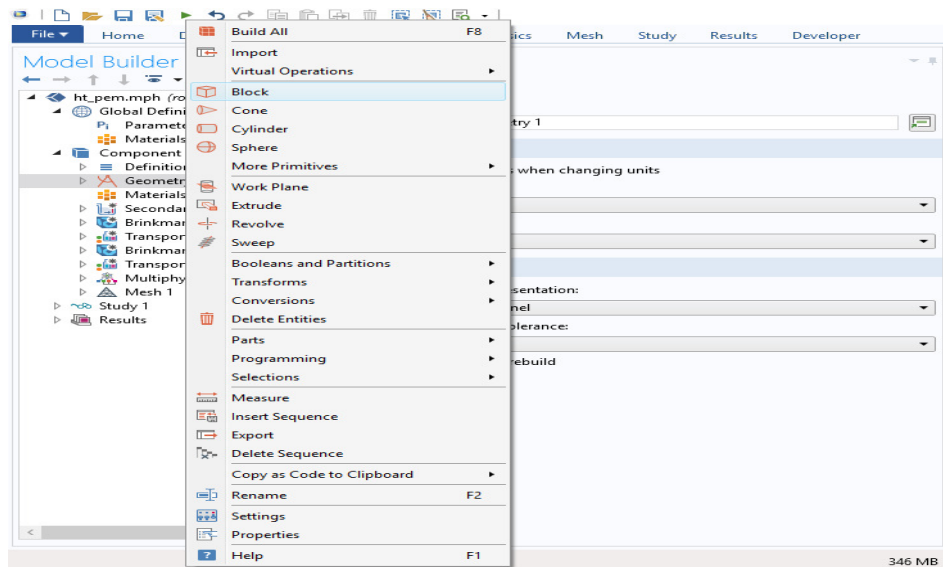 File Home D ics Mesh Study Results Developer
Model Builder
ht_pem.mph (ro
Global Defini
Pi Paramete
Materials
Component
Definition
Geometr
Materials
Secondar
Brinkmar
Transpor
Brinkmar
Transpor
Multiphy
Mesh 1
Study 1
Results
Build All F8
Import
Virtual Operations
Block
Cone
Cylinder
Sphere
More Primitives
Work Plane
Extrude
Revolve
Sweep
Booleans and Partitions
Transforms
Conversions
Delete Entities
Parts
Programming
Selections
Measure
Insert Sequence
Export
Delete Sequence
Copy as Code to Clipboard
Rename F2
Settings
Properties
Help F1
try 1
when changing units
sentation:
nel
olerance:
rebuild
346 MB